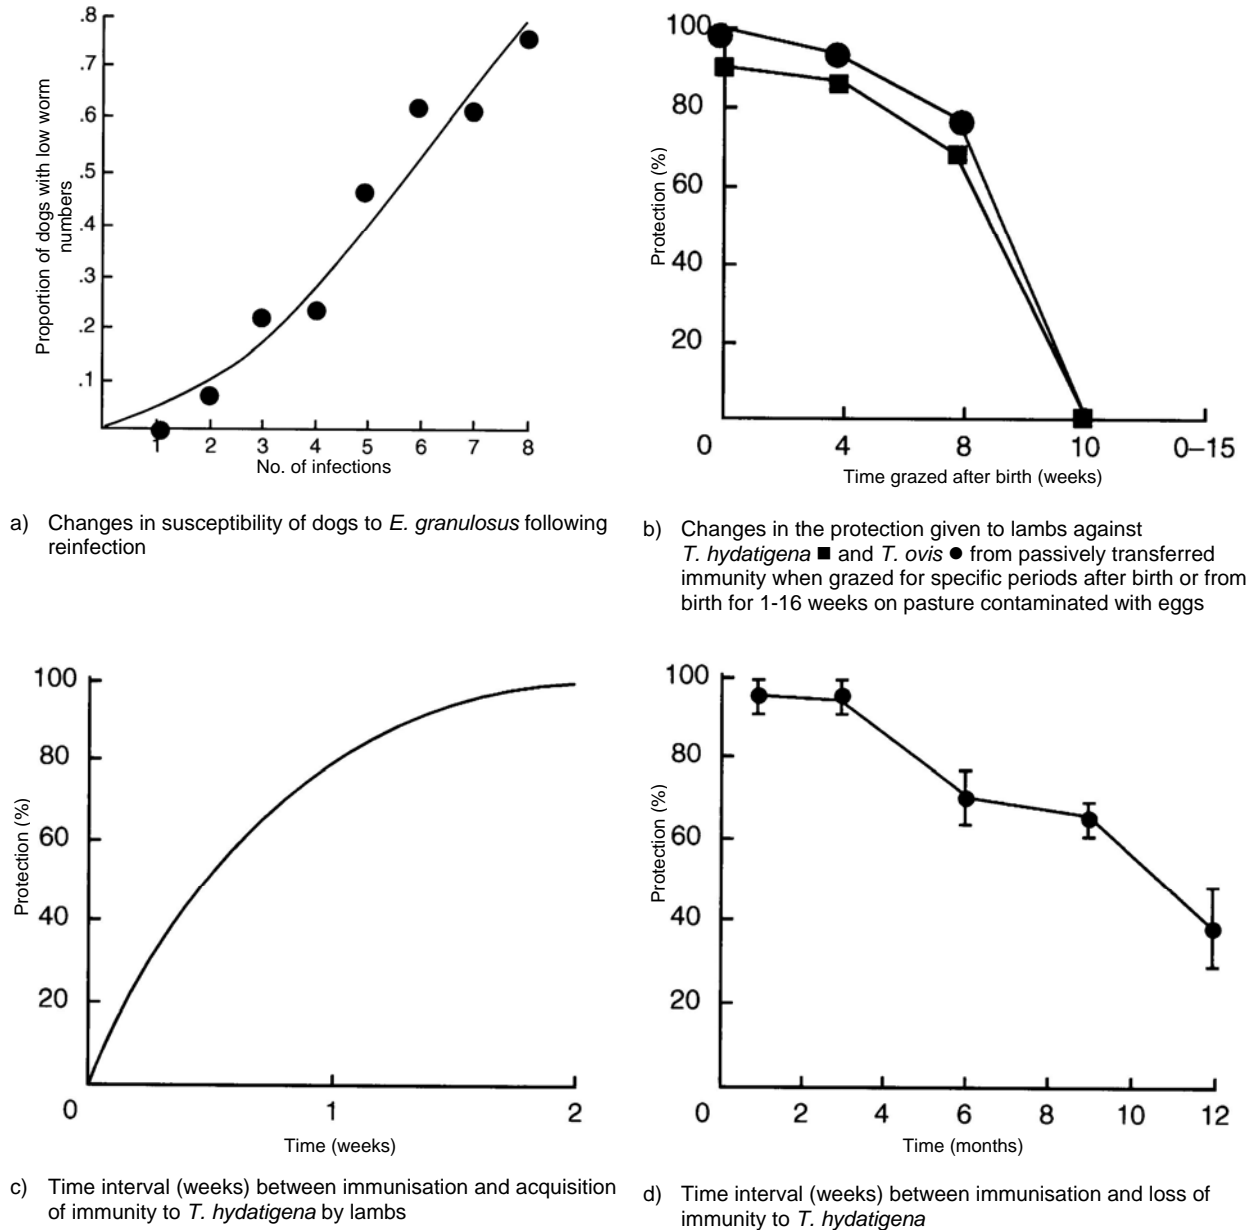 .8
.7
.6
.5
.4
.3
.2
.1
Proportion of dogs with low worm
numbers
1 2 3 4 5 6 7 8
No. of infections
a) Changes in susceptibility of dogs to E. granulosus following
reinfection
100
80
60
40
20
Protection (%)
0 4 8 10 0–15
Time grazed after birth (weeks)
b) Changes in the protection given to lambs against
T. hydatigena ■ and T. ovis ● from passively transferred
immunity when grazed for specific periods after birth or from
birth for 1-16 weeks on pasture contaminated with eggs
100
80
60
40
20
Protection (%)
0 1 2
Time (weeks)
c) Time interval (weeks) between immunisation and acquisition
of immunity to T. hydatigena by lambs
100
80
60
40
20
Protection (%)
0 2 4 6 8 10 12
Time (months)
d) Time interval (weeks) between immunisation and loss of
immunity to T. hydatigena